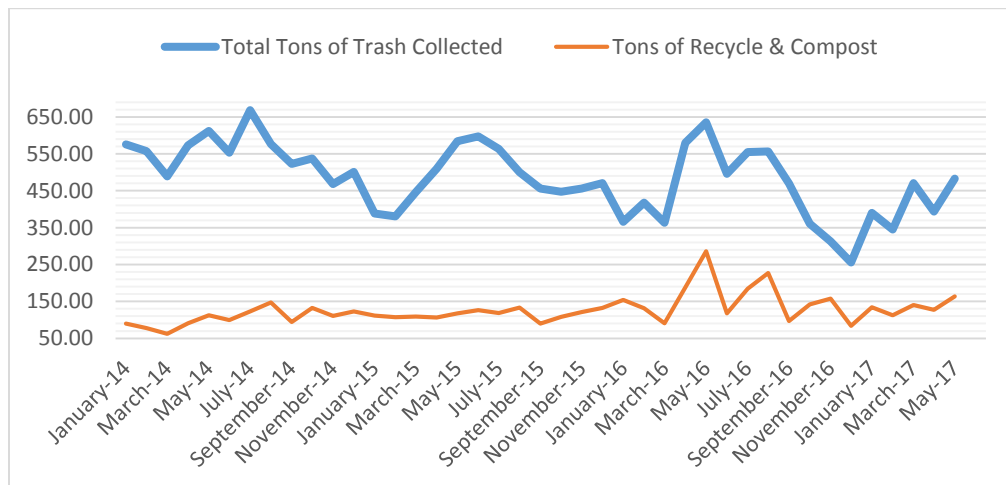 Total Tons of Trash Collected
Tons of Recycle & Compost
650.00
550.00
450.00
350.00
250.00
150.00
50.00
January-14
March-14
May-14
July-14
September-14
November-14
January-15
March-15
May-15
July-15
September-15
November-15
January-16
March-16
May-16
July-16
September-16
November-16
January-17
March-17
May-17